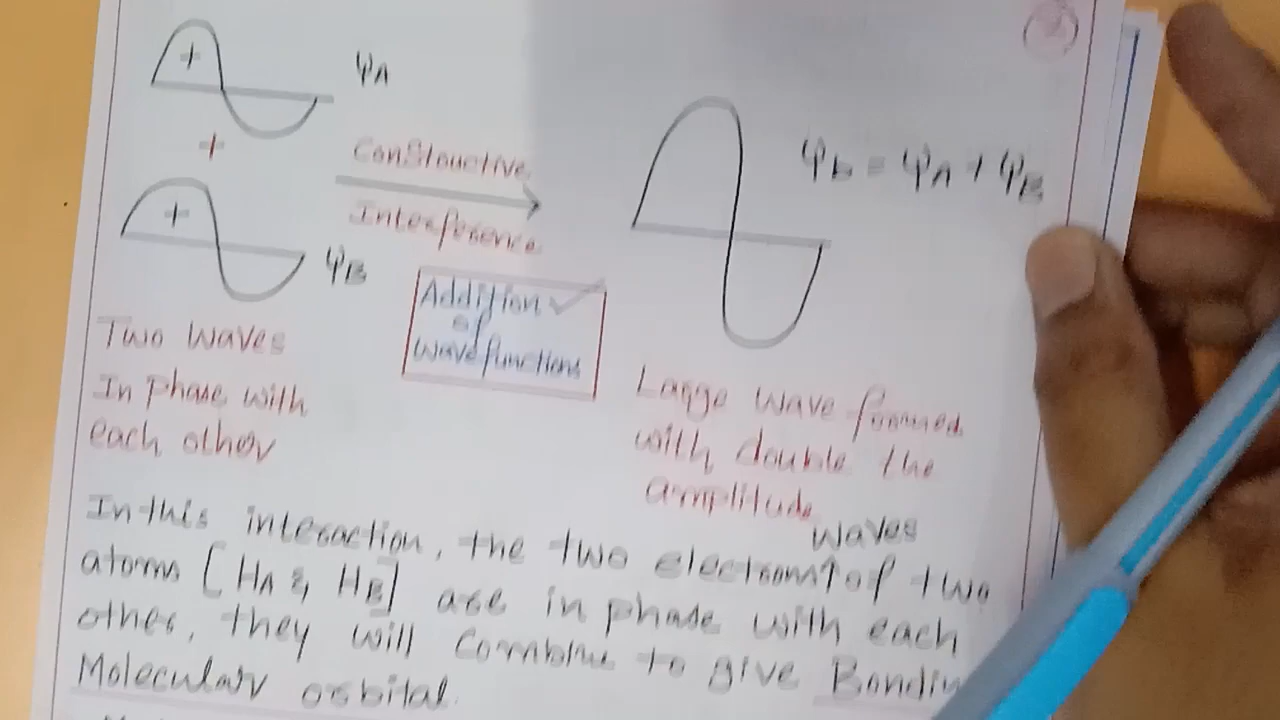 +
ΨA
+
+
ΨB
Constructive
Interference
Addition ✓
of
wavefunctions
Two waves
In phase with
each other
Ψb = ΨA + ΨB
Large wave formed
with double the
amplitude
waves
In this interaction, the two electrons↑ of two
atoms [HA & HB] are in phase with each
other, they will combine to give
Molecular orbital.